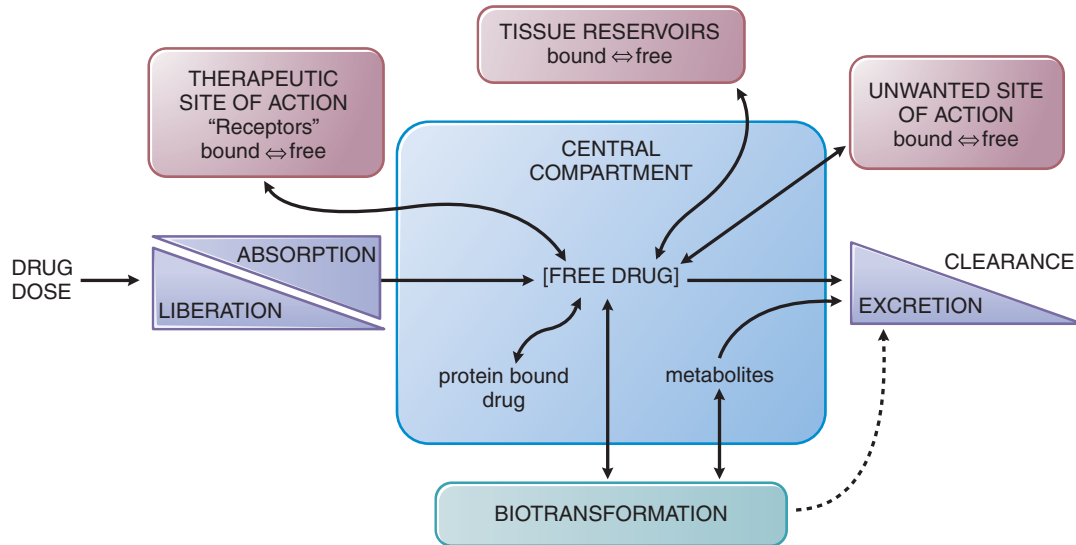 TISSUE RESERVOIRS
bound ⇔ free
THERAPEUTIC
SITE OF ACTION
“Receptors”
bound ⇔ free
UNWANTED SITE
OF ACTION
bound ⇔ free
CENTRAL
COMPARTMENT
DRUG
DOSE
ABSORPTION
LIBERATION
[FREE DRUG]
CLEARANCE
EXCRETION
protein bound
drug
metabolites
BIOTRANSFORMATION